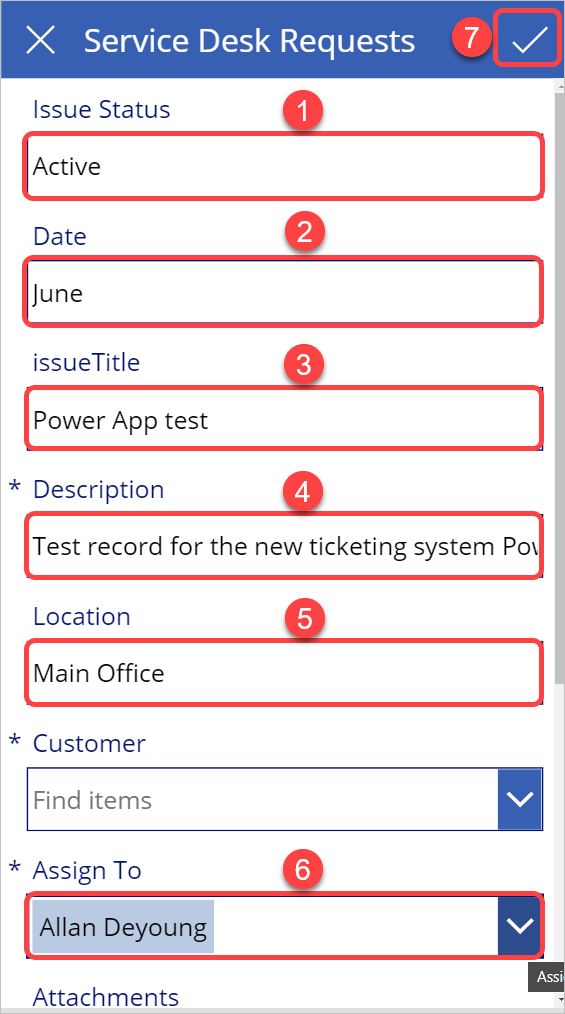 Service Desk Requests 7
Issue Status 1
Active
Date 2
June
issueTitle 3
Power App test
* Description 4
Test record for the new ticketing system Pow
Location 5
Main Office
* Customer
Find items
* Assign To 6
Allan Deyoung
Assi
Attachments